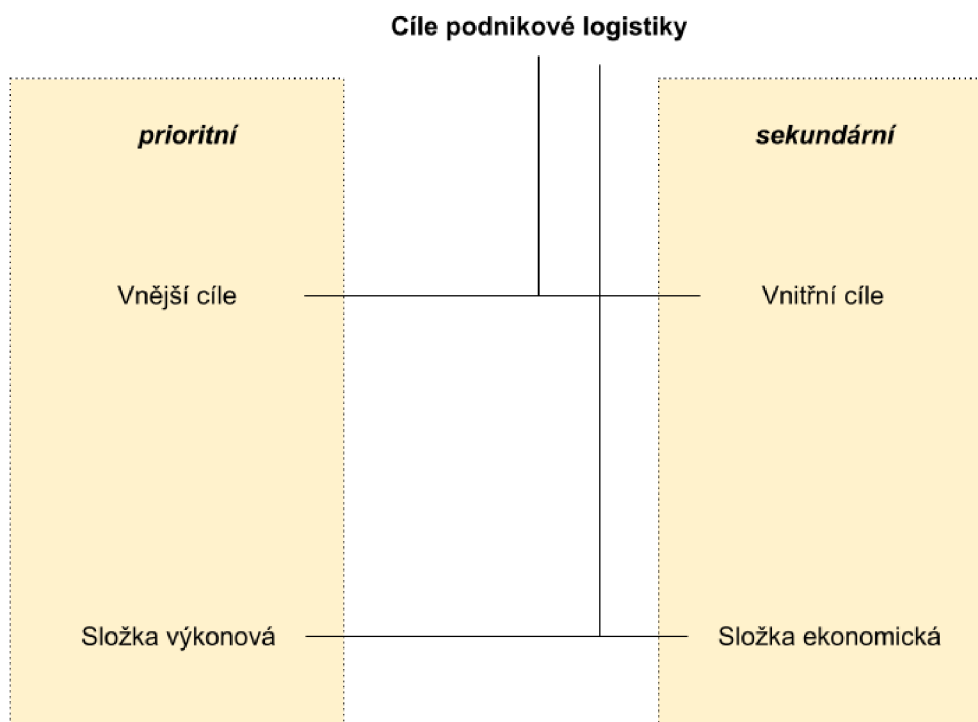 Cíle podnikové logistiky
prioritní
sekundární
Vnější cíle
Vnitřní cíle
Složka výkonová
Složka ekonomická